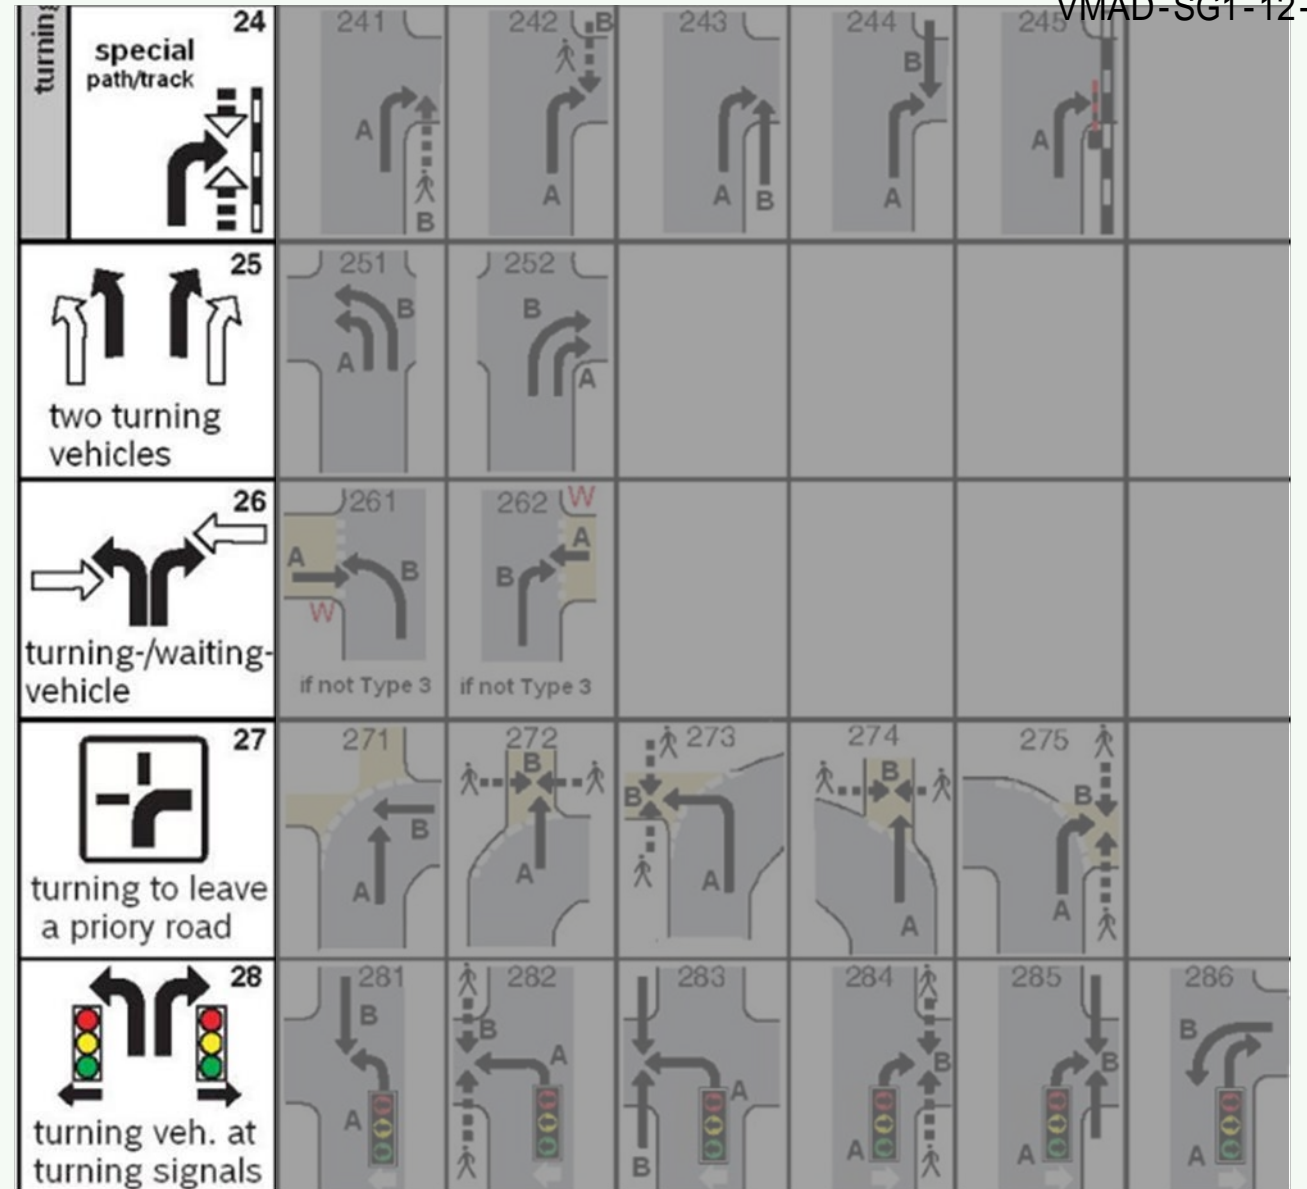 VMAD-SG1-12-
turning
24
special
path/track
241
A
B
242
B
A
243
A
B
244
B
A
245
A
25
two turning
vehicles
251
B
A
252
B
A
26
turning-/waiting-
vehicle
261
A
B
W
if not Type 3
262
W
A
B
if not Type 3
27
turning to leave
a priory road
271
B
A
272
B
A
273
B
A
274
B
A
275
B
A
28
turning veh. at
turning signals
281
B
A
282
B
A
283
A
B
284
B
A
285
B
A
286
B
A